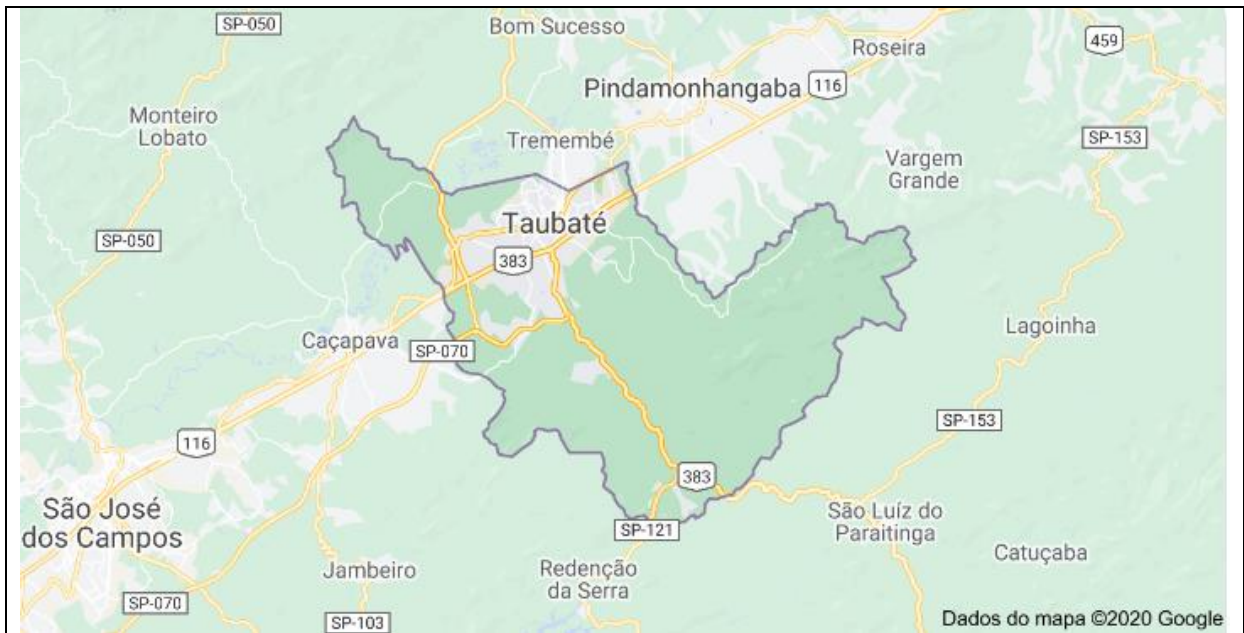 SP-050
Bom Sucesso
Roseira
459
Pindamonhangaba
116
Monteiro
Lobato
Tremembé
SP-153
Vargem
Grande
Taubaté
SP-050
383
Lagoinha
Caçapava
SP-070
SP-153
116
383
São José
dos Campos
São Luíz do
Paraitinga
SP-121
Catuçaba
Jambeiro
Redenção
da Serra
SP-070
SP-103
Dados do mapa ©2020 Google